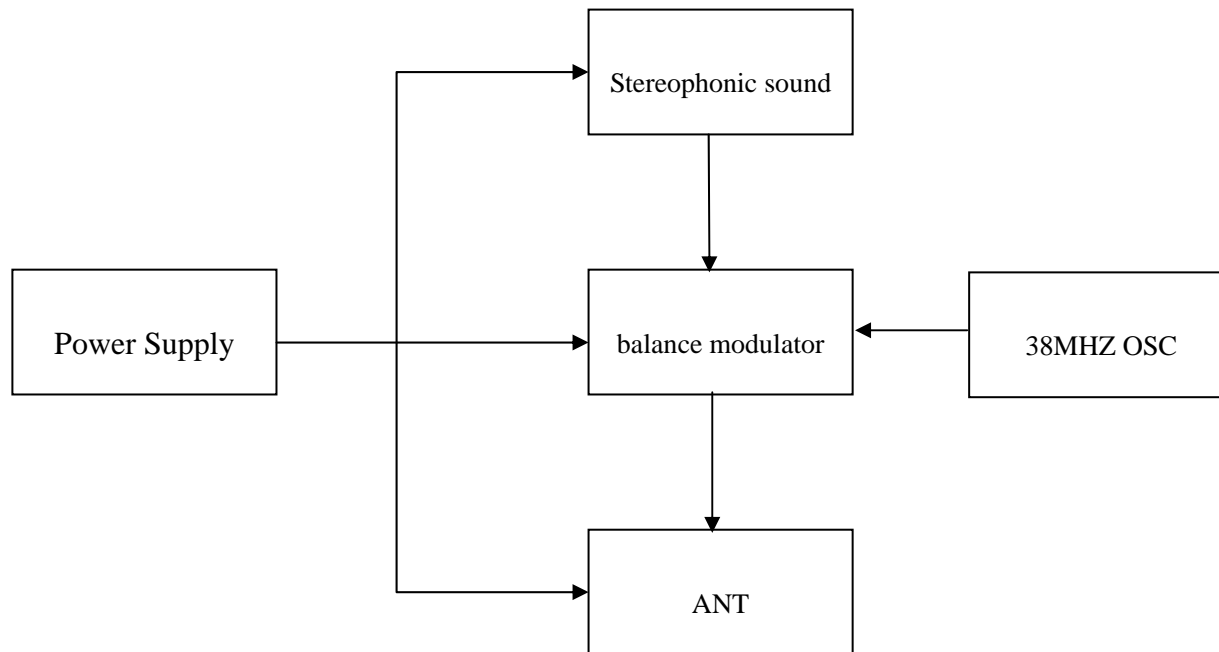 Stereophonic sound
Power Supply
balance modulator
38MHZ OSC
ANT